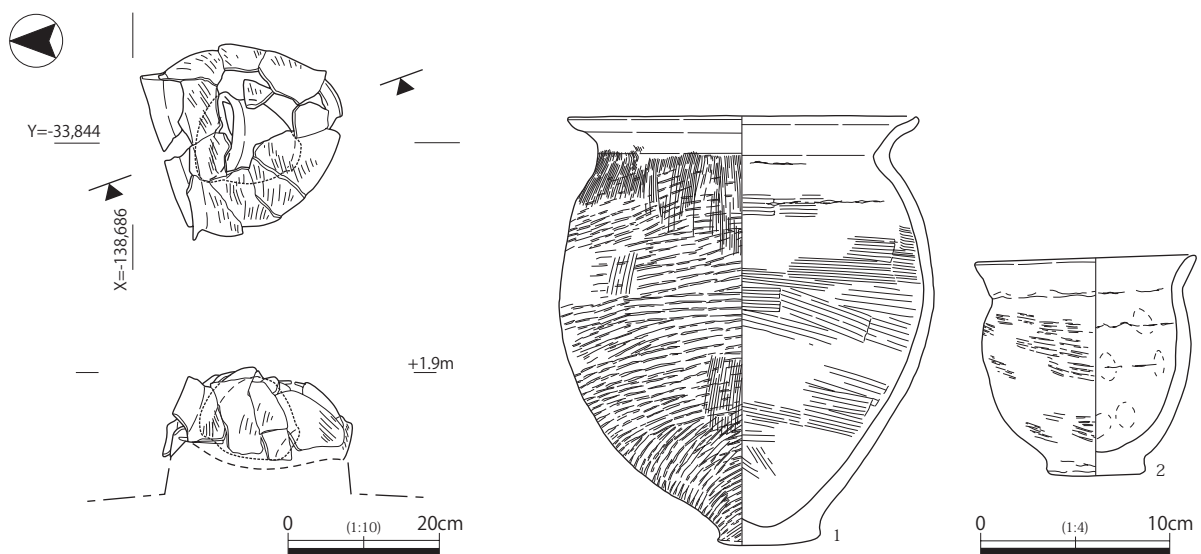 Y=-33,844
X=-138,686
+1.9m
0 (1:10) 20cm
1
2
0 (1:4) 10cm